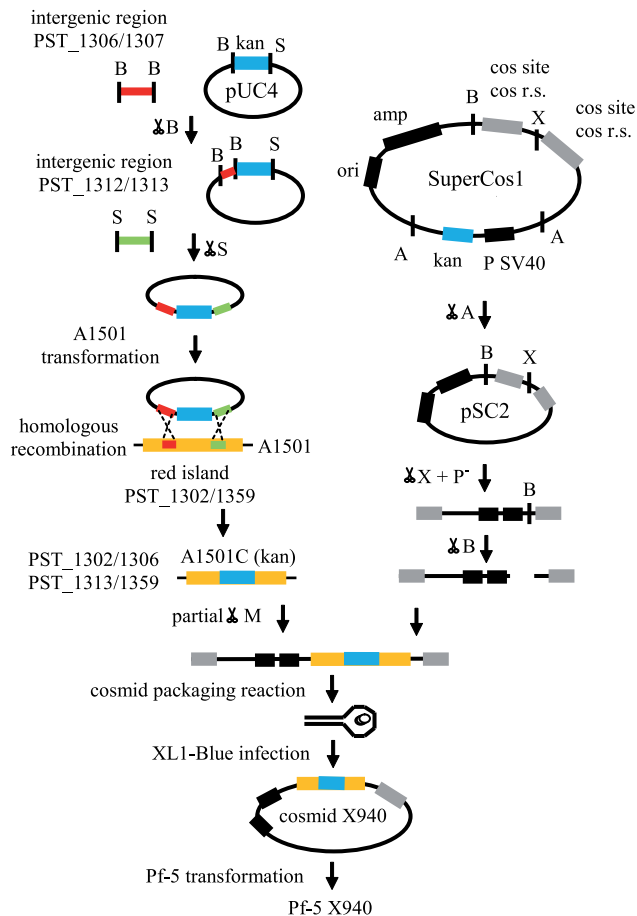 intergenic region
PST_1306/1307
B B
B kan S
pUC4
B
intergenic region
PST_1312/1313
B B S
S S
S
A1501
transformation
homologous
recombination
A1501
red island
PST_1302/1359
PST_1302/1306
PST_1313/1359
A1501C (kan)
partial M
cos site
cos r.s.
B
X
cos site
cos r.s.
amp
ori
SuperCos1
A
kan
P SV40
A
A
B
X
pSC2
X + P-
B
B
cosmid packaging reaction
XL1-Blue infection
cosmid X940
Pf-5 transformation
Pf-5 X940